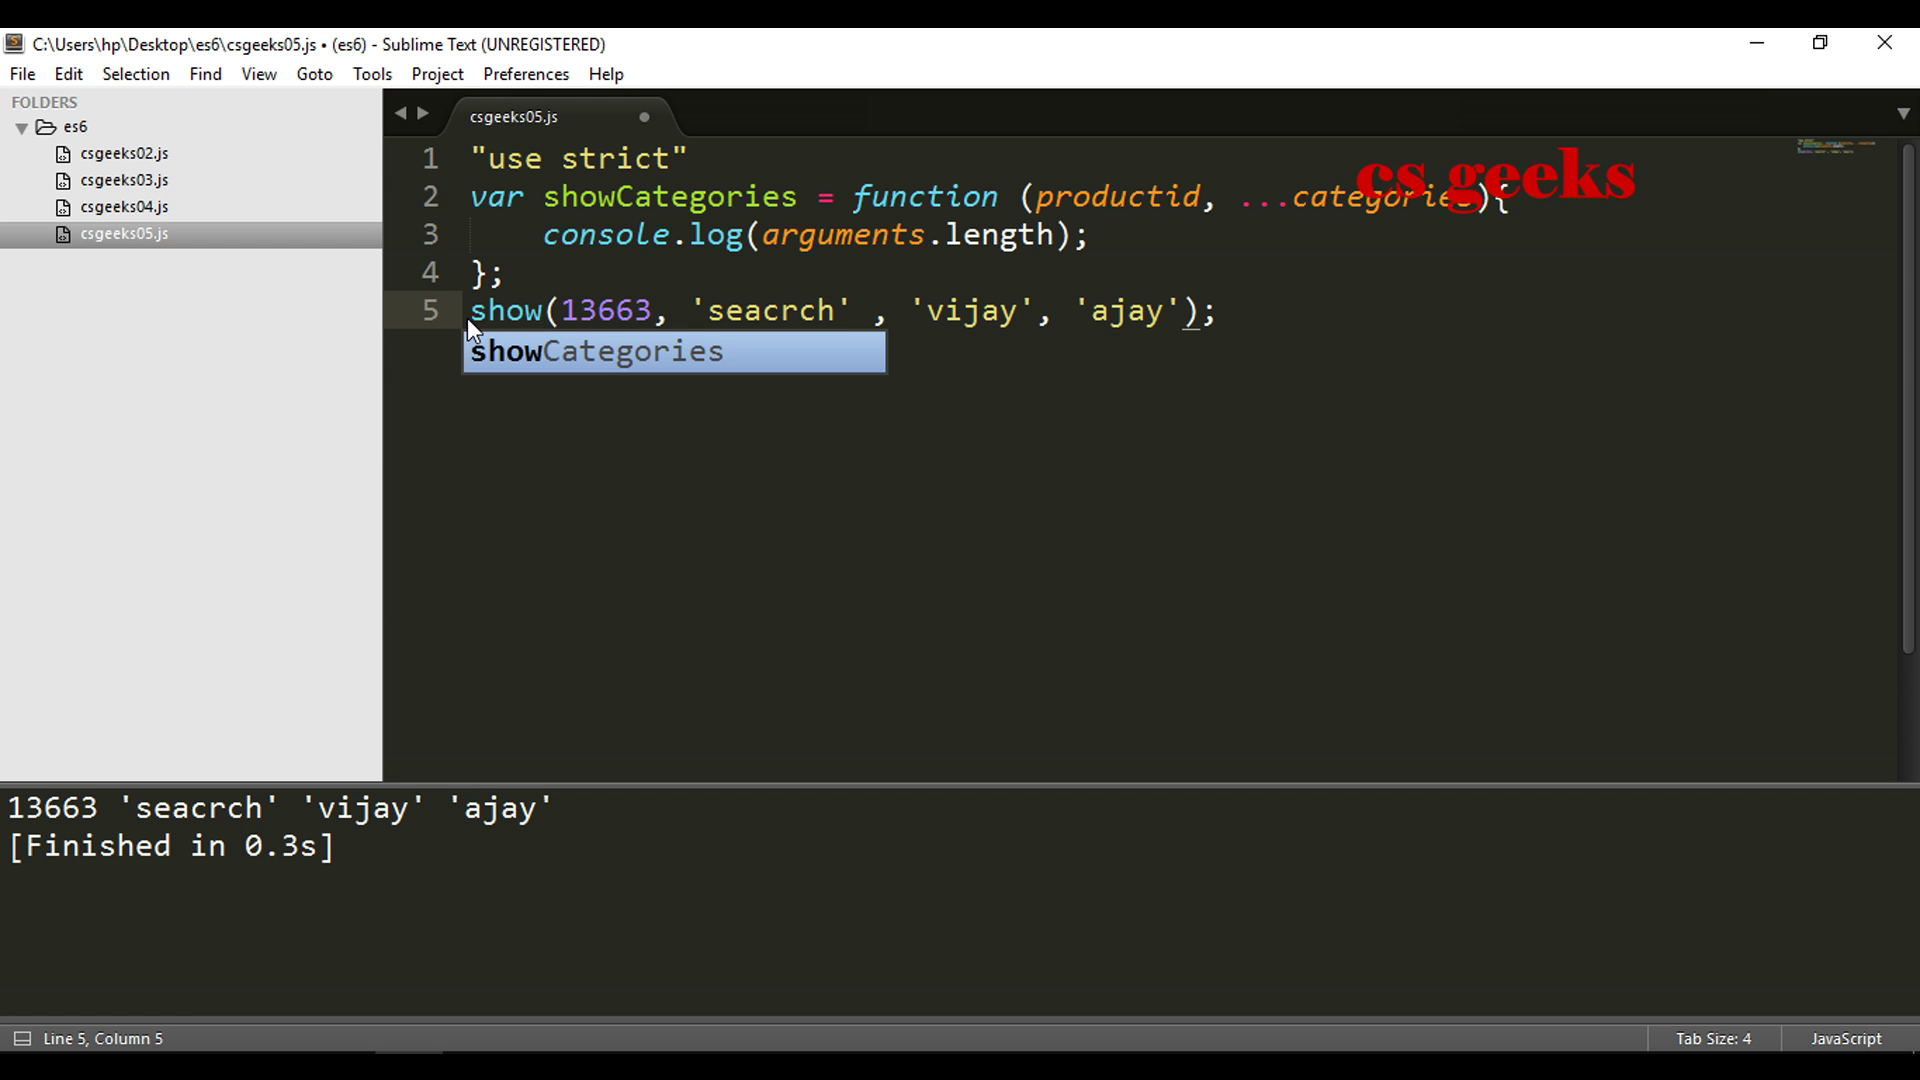 C:\Users\hp\Desktop\es6\csgeeks05.js • (es6) - Sublime Text (UNREGISTERED)
File Edit Selection Find View Goto Tools Project Preferences Help
FOLDERS
es6
csgeeks02.js
csgeeks03.js
csgeeks04.js
csgeeks05.js
csgeeks05.js
cs geeks
1 "use strict"
2 var showCategories = function (productid, ...categories){
3 console.log(arguments.length);
4 };
5 show(13663, 'seacrch' , 'vijay', 'ajay');
showCategories
13663 'seacrch' 'vijay' 'ajay'
[Finished in 0.3s]
Line 5, Column 5
Tab Size: 4
JavaScript